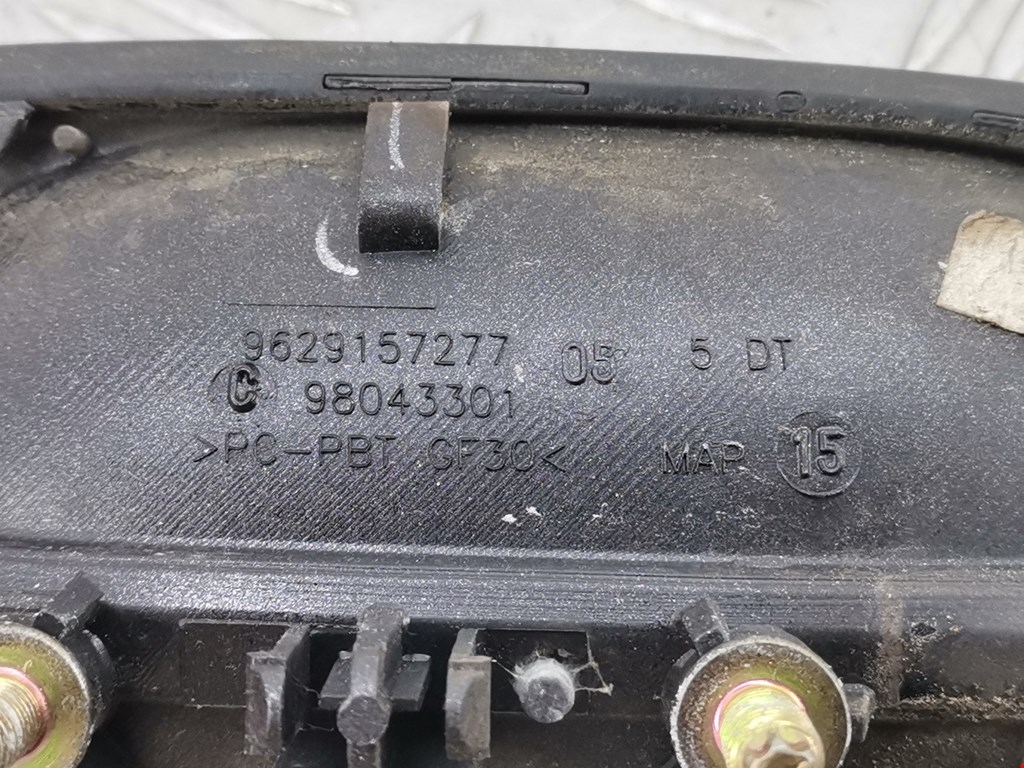 9629157277 05 5 DT
C 98043301
>PC-PBT GF30< MAP 15